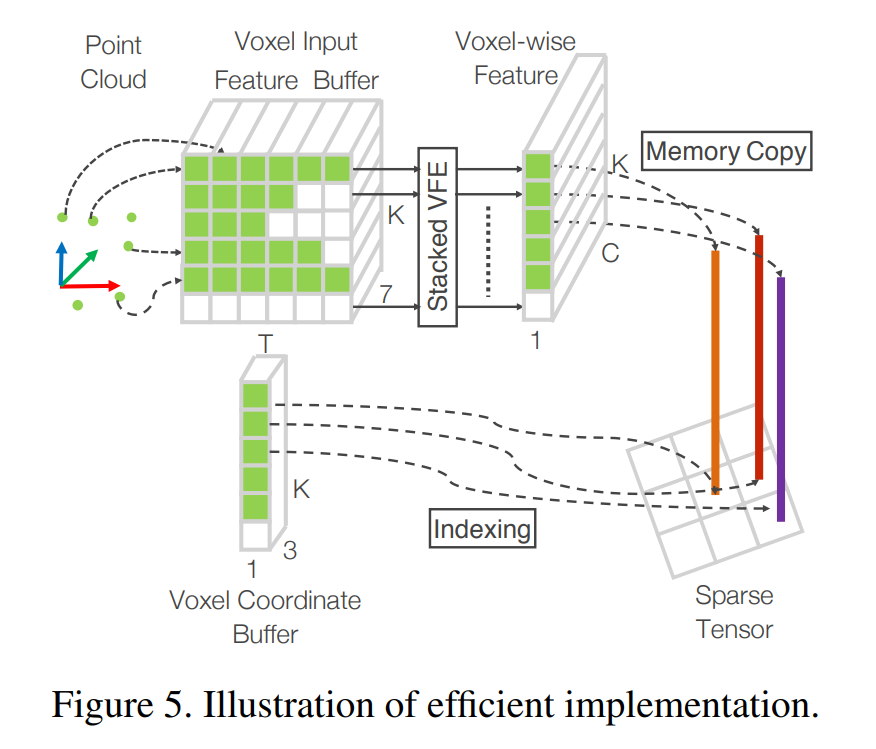 Point
Cloud
Voxel Input
Feature Buffer
Voxel-wise
Feature
Memory Copy
K
K
Stacked VFE
C
7
T
1
K
3
1
Indexing
Voxel Coordinate
Buffer
Sparse
Tensor
Figure 5. Illustration of efficient implementation.